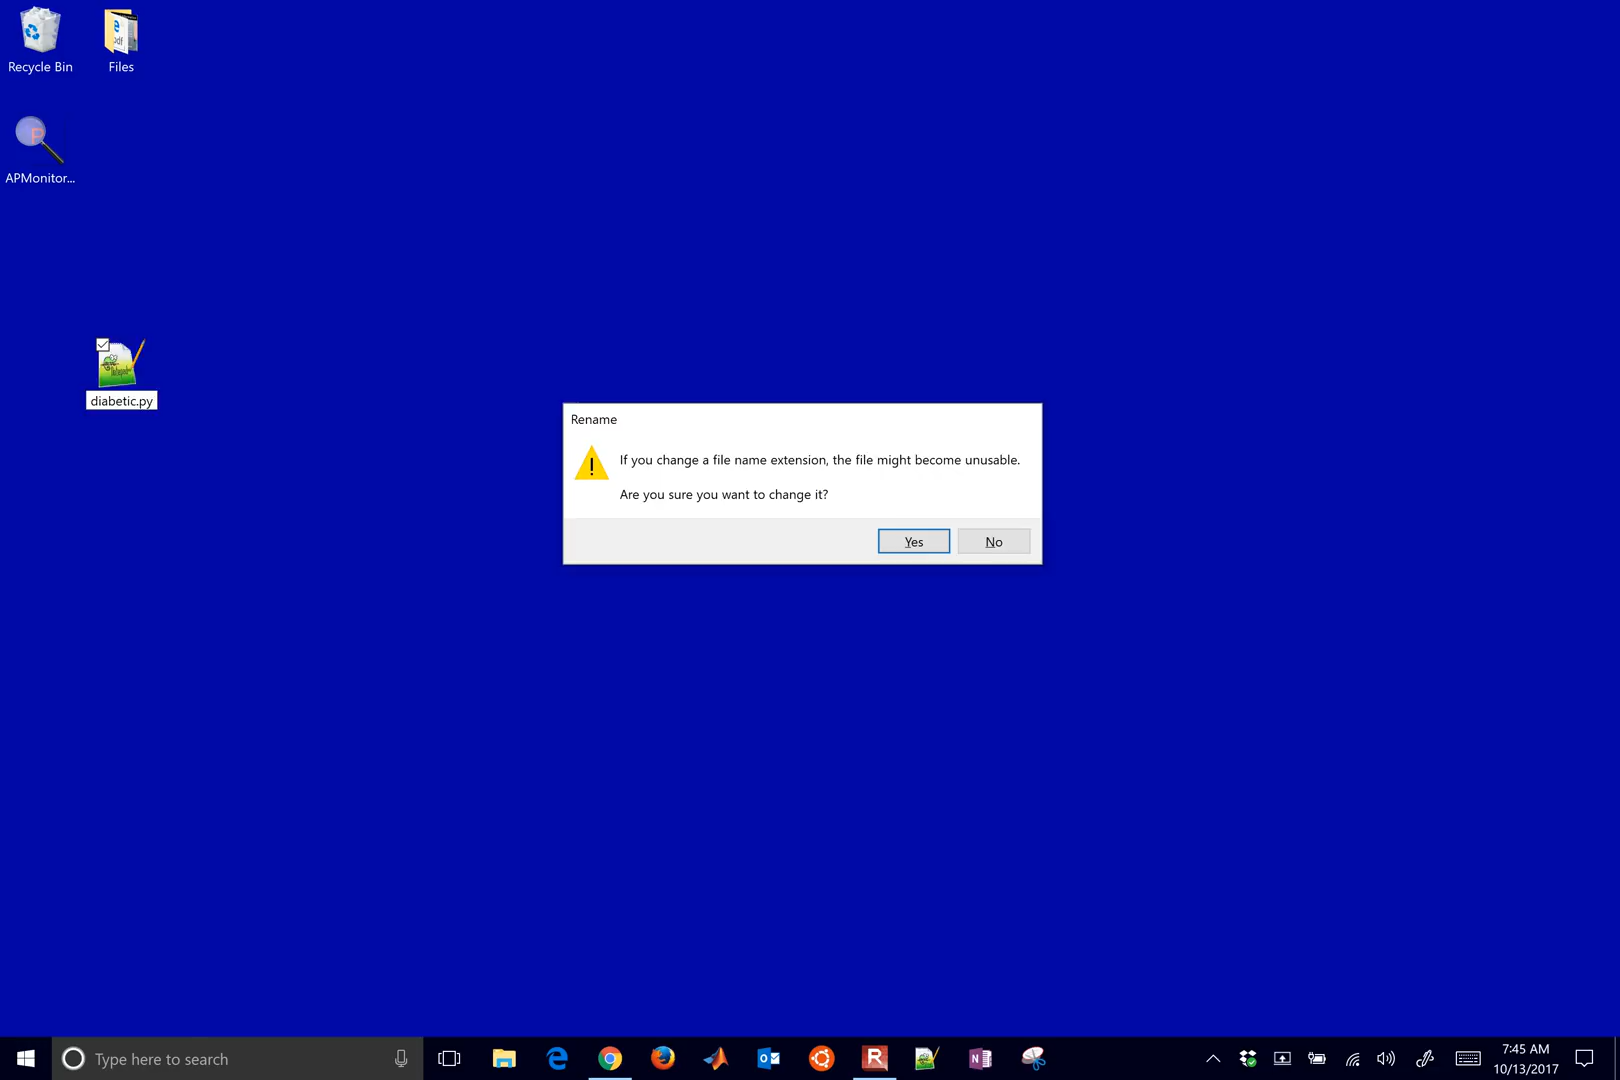 Recycle Bin
Files
APMonitor...
diabetic.py
Rename
If you change a file name extension, the file might become unusable.
Are you sure you want to change it?
Yes
No
Type here to search
7:45 AM
10/13/2017